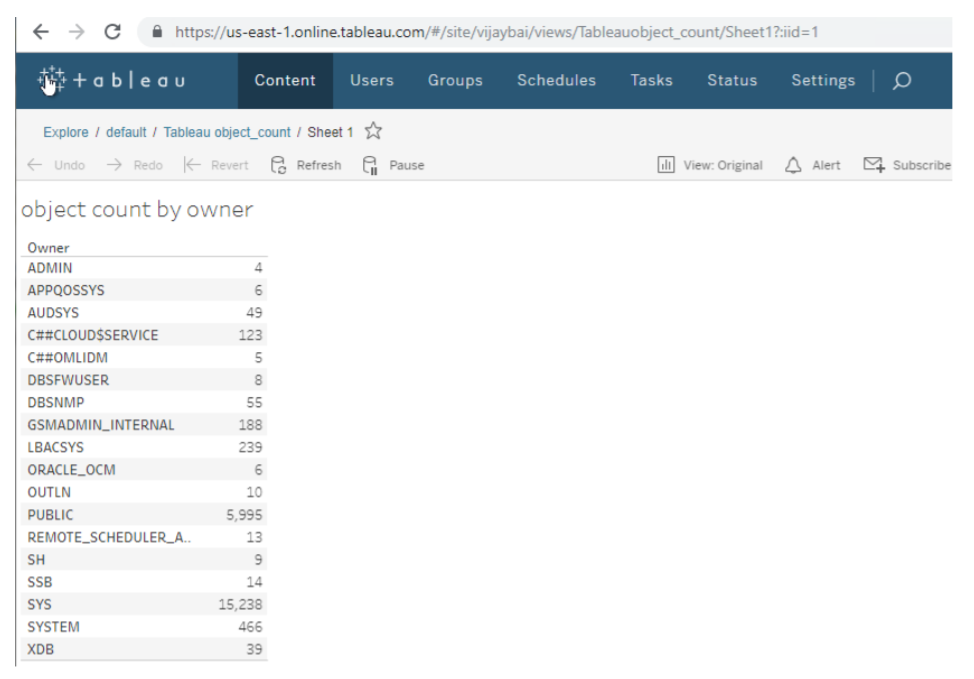 https://us-east-1.online.tableau.com/#/site/vijaybai/views/Tableauobject_count/Sheet1?:iid=1
+ a b | e a u Content Users Groups Schedules Tasks Status Settings
Explore / default / Tableau object_count / Sheet 1
Undo Redo Revert Refresh Pause View: Original Alert Subscribe
object count by owner
Owner
ADMIN 4
APPQOSSYS 6
AUDSYS 49
C##CLOUD$SERVICE 123
C##OMLIDM 5
DBSFWUSER 8
DBSNMP 55
GSMADMIN_INTERNAL 188
LBACSYS 239
ORACLE_OCM 6
OUTLN 10
PUBLIC 5,995
REMOTE_SCHEDULER_A.. 13
SH 9
SSB 14
SYS 15,238
SYSTEM 466
XDB 39